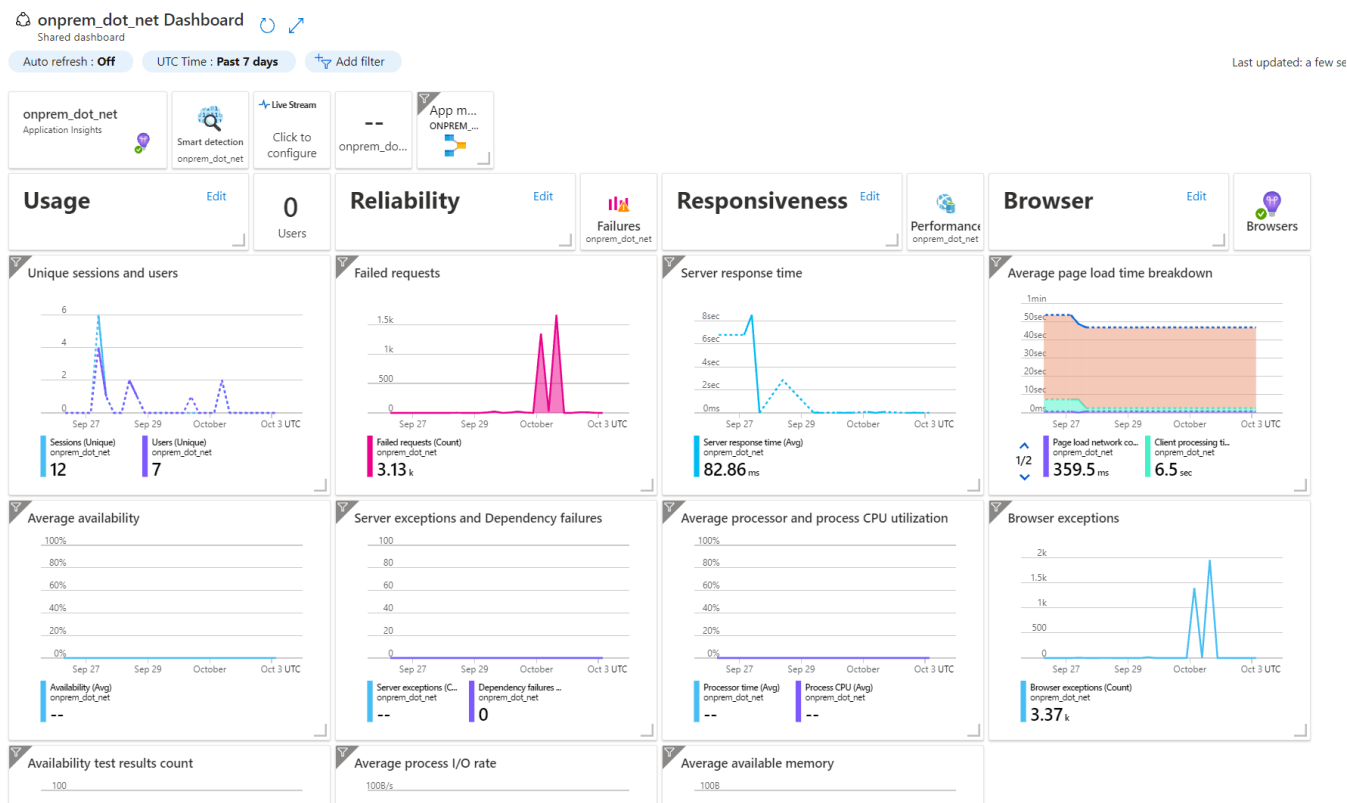 onprem_dot_net Dashboard
Shared dashboard
Auto refresh : Off
UTC Time : Past 7 days
Add filter
Last updated: a few se
onprem_dot_net
Application Insights
Smart detection
onprem_dot_net
Live Stream
Click to
configure
--
onprem_do...
App m...
ONPREM_...
Usage
Edit
0
Users
Reliability
Edit
Failures
onprem_dot_net
Responsiveness
Edit
Performance
onprem_dot_net
Browser
Edit
Browsers
Unique sessions and users
6
4
2
0
Sep 27
Sep 29
October
Oct 3 UTC
Sessions (Unique)
onprem_dot_net
12
Users (Unique)
onprem_dot_net
7
Failed requests
1.5k
1k
500
0
Sep 27
Sep 29
October
Oct 3 UTC
Failed requests (Count)
onprem_dot_net
3.13 k
Server response time
8sec
6sec
4sec
2sec
0ms
Sep 27
Sep 29
October
Oct 3 UTC
Server response time (Avg)
onprem_dot_net
82.86 ms
Average page load time breakdown
1min
50sec
40sec
30sec
20sec
10sec
0ms
Sep 27
Sep 29
October
Oct 3 UTC
1/2
Page load network co...
onprem_dot_net
359.5 ms
Client processing ti...
onprem_dot_net
6.5 sec
Average availability
100%
80%
60%
40%
20%
0%
Sep 27
Sep 29
October
Oct 3 UTC
Availability (Avg)
onprem_dot_net
--
Server exceptions and Dependency failures
100
80
60
40
20
0
Sep 27
Sep 29
October
Oct 3 UTC
Server exceptions (C...
onprem_dot_net
--
Dependency failures ...
onprem_dot_net
0
Average processor and process CPU utilization
100%
80%
60%
40%
20%
0%
Sep 27
Sep 29
October
Oct 3 UTC
Processor time (Avg)
onprem_dot_net
--
Process CPU (Avg)
onprem_dot_net
--
Browser exceptions
2k
1.5k
1k
500
0
Sep 27
Sep 29
October
Oct 3 UTC
Browser exceptions (Count)
onprem_dot_net
3.37 k
Availability test results count
100
Average process I/O rate
100B/s
Average available memory
100B